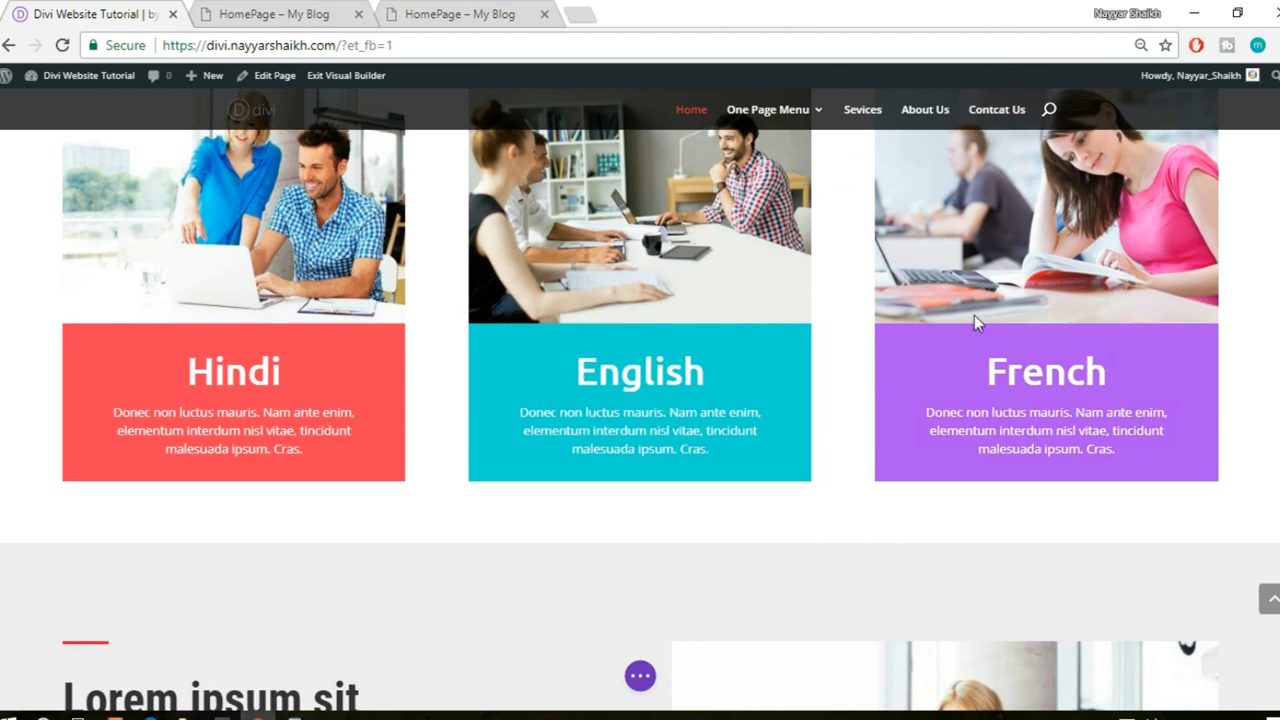 Divi Website Tutorial | by
HomePage – My Blog
HomePage – My Blog
Nayyar Shaikh
Secure
https://divi.nayyarshaikh.com/?et_fb=1
Divi Website Tutorial
0
New
Edit Page
Exit Visual Builder
Howdy, Nayyar_Shaikh
divi
Home
One Page Menu
Sevices
About Us
Contcat Us
Hindi
Donec non luctus mauris. Nam ante enim,
elementum interdum nisl vitae, tincidunt
malesuada ipsum. Cras.
English
Donec non luctus mauris. Nam ante enim,
elementum interdum nisl vitae, tincidunt
malesuada ipsum. Cras.
French
Donec non luctus mauris. Nam ante enim,
elementum interdum nisl vitae, tincidunt
malesuada ipsum. Cras.
Lorem ipsum sit